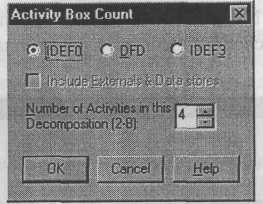 Activity Box Count
IDEF0 DFD IDEF3
Include Externals & Data stores
Number of Activities in this
Decomposition (2-8): 4
OK Cancel Help